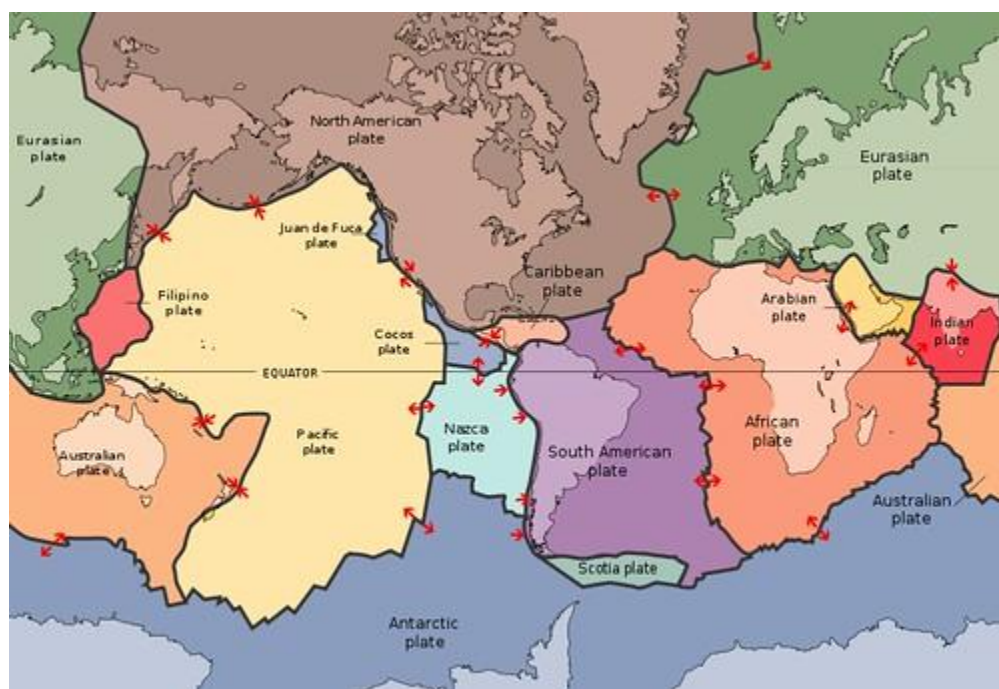 North American
plate
Eurasian
plate
Eurasian
plate
Juan de Fuca
plate
Caribbean
plate
Filipino
plate
Arabian
plate
Indian
plate
Cocos
plate
EQUATOR
Nazca
plate
Pacific
plate
African
plate
South American
plate
Australian
plate
Australian
plate
Scotia plate
Antarctic
plate